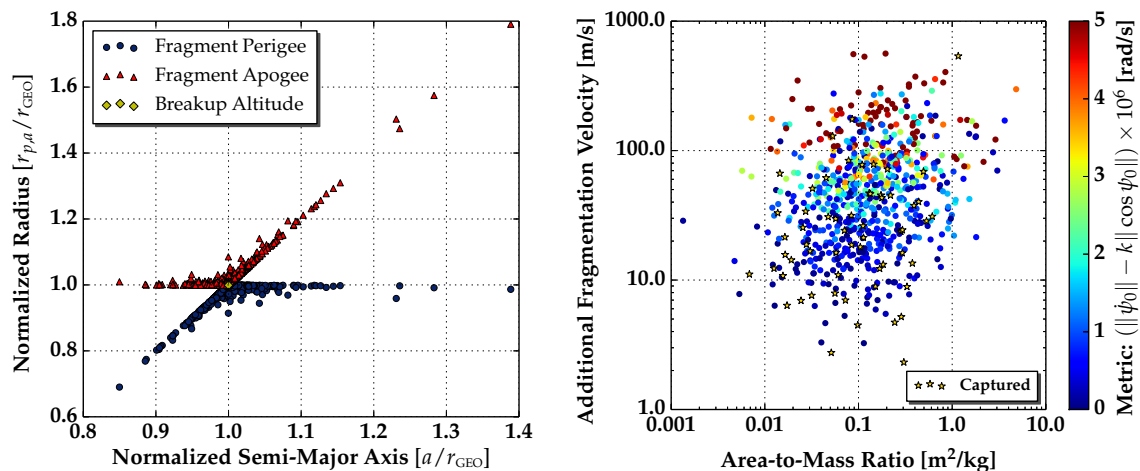 1.8
1.6
1.4
1.2
1.0
0.8
0.6
Normalized Radius [r_{p,a}/r_{GEO}]
Fragment Perigee
Fragment Apogee
Breakup Altitude
0.8 0.9 1.0 1.1 1.2 1.3 1.4
Normalized Semi-Major Axis [a/r_{GEO}]
1000.0
100.0
10.0
1.0
Additional Fragmentation Velocity [m/s]
Captured
0.001 0.01 0.1 1.0 10.0
Area-to-Mass Ratio [m²/kg]
5
4
3
2
1
0
Metric: (||ψ̇₀|| − k|| cos ψ₀||) × 10⁶ [rad/s]